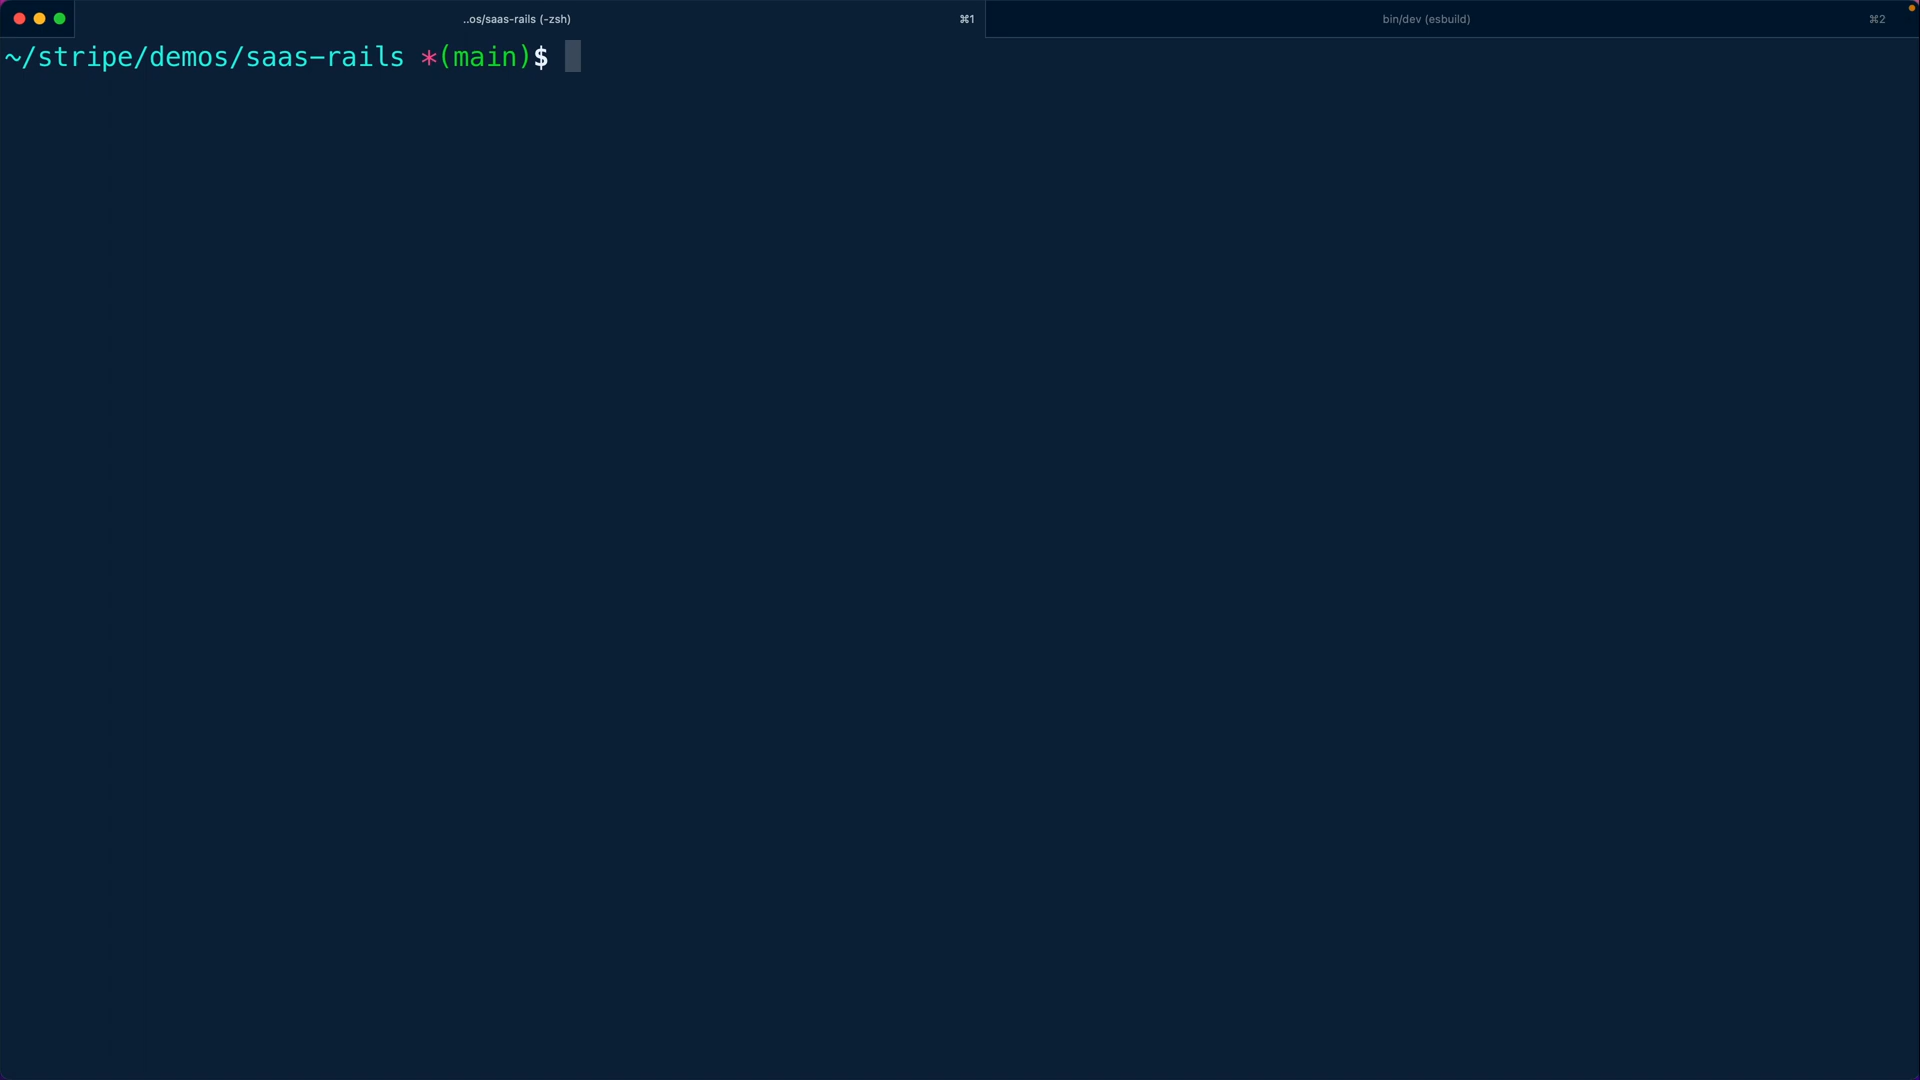 ..os/saas-rails (-zsh) ⌘1 bin/dev (esbuild) ⌘2
~/stripe/demos/saas-rails *(main)$